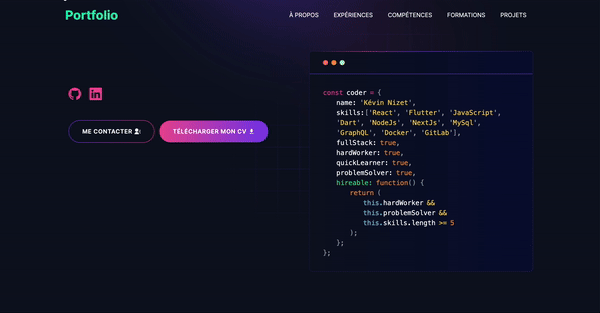 Portfolio
À PROPOS EXPÉRIENCES COMPÉTENCES FORMATIONS PROJETS
ME CONTACTER
TÉLÉCHARGER MON CV
const coder = {
name: 'Kévin Nizet',
skills:['React', 'Flutter', 'JavaScript',
'Dart', 'NodeJs', 'NextJs', 'MySql',
'GraphQL', 'Docker', 'GitLab'],
fullStack: true,
hardWorker: true,
quickLearner: true,
problemSolver: true,
hireable: function() {
return (
this.hardWorker &&
this.problemSolver &&
this.skills.length >= 5
);
};
};